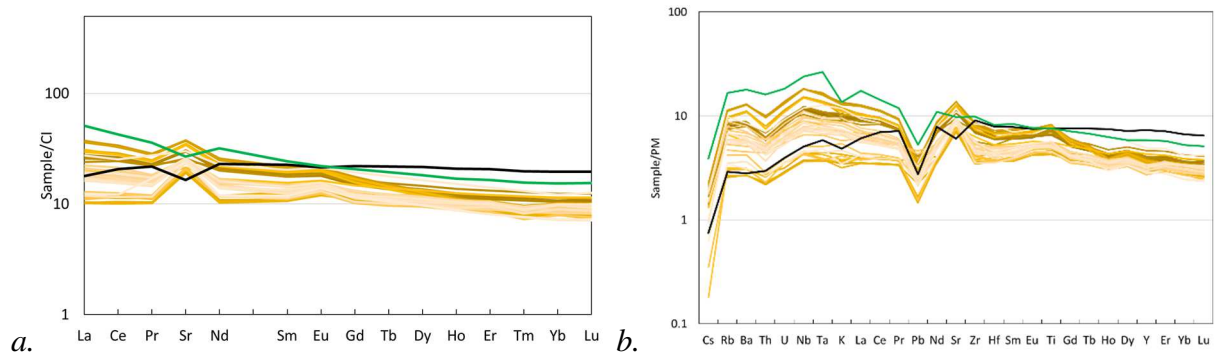 100
10
1
Sample/CI
La Ce Pr Sr Nd Sm Eu Gd Tb Dy Ho Er Tm Yb Lu
a.
100
10
1
0.1
Sample/PM
Cs Rb Ba Th U Nb Ta K La Ce Pr Pb Nd Sr Zr Hf Sm Eu Ti Gd Tb Ho Dy Y Er Yb Lu
b.